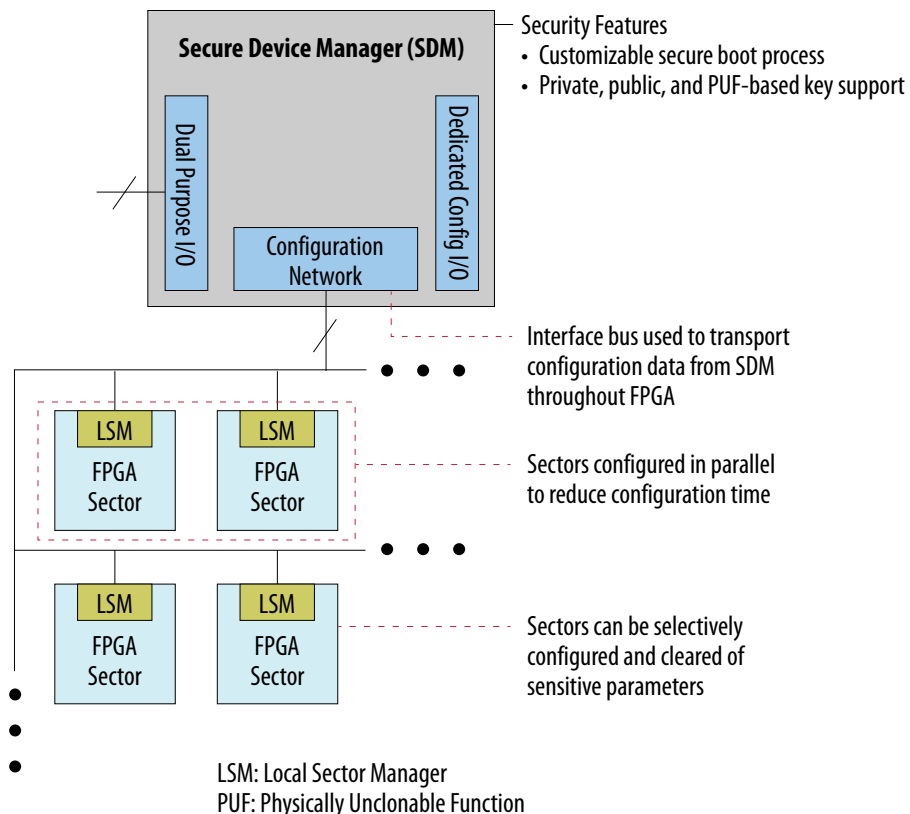 Secure Device Manager (SDM)
Security Features
• Customizable secure boot process
• Private, public, and PUF-based key support
Dual Purpose I/O
Dedicated Config I/O
Configuration
Network
Interface bus used to transport
configuration data from SDM
throughout FPGA
LSM
FPGA
Sector
LSM
FPGA
Sector
Sectors configured in parallel
to reduce configuration time
LSM
FPGA
Sector
LSM
FPGA
Sector
Sectors can be selectively
configured and cleared of
sensitive parameters
LSM: Local Sector Manager
PUF: Physically Unclonable Function